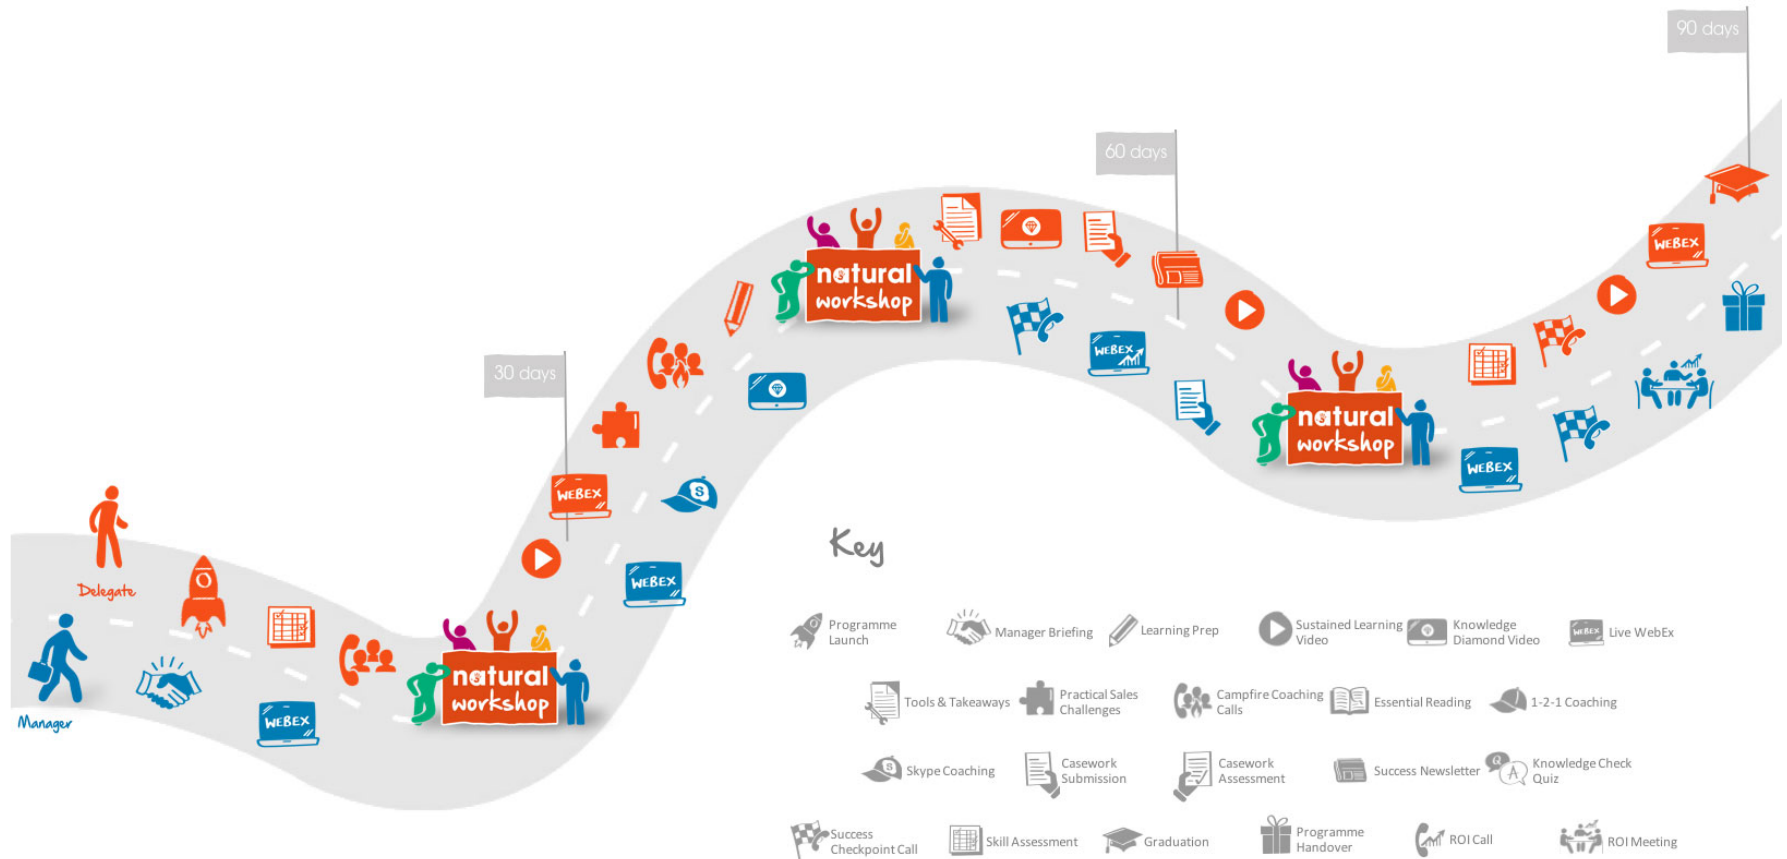 90 days
60 days
natural
workshop
WEBEX
WEBEX
30 days
natural
workshop
WEBEX
WEBEX
S
Delegate
WEBEX
natural
workshop
Manager
WEBEX
Key
Programme
Launch
Manager Briefing
Learning Prep
Sustained Learning
Video
Knowledge
Diamond Video
WEBEX
Live WebEx
Tools & Takeaways
Practical Sales
Challenges
Campfire Coaching
Calls
Essential Reading
1-2-1 Coaching
S
Skype Coaching
Casework
Submission
Casework
Assessment
Success Newsletter
Q
A
Knowledge Check
Quiz
Success
Checkpoint Call
Skill Assessment
Graduation
Programme
Handover
ROI Call
ROI Meeting